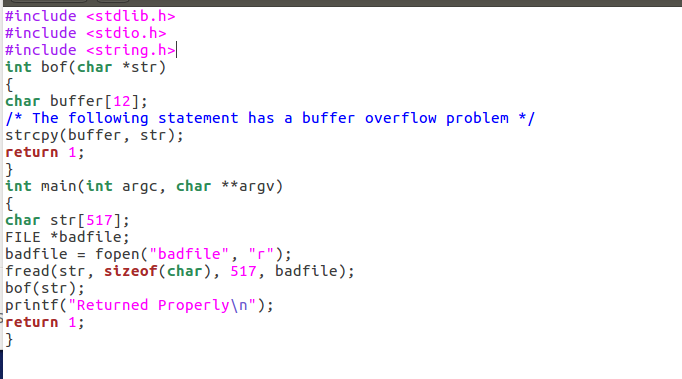 #include <stdlib.h>
#include <stdio.h>
#include <string.h>
int bof(char *str)
{
char buffer[12];
/* The following statement has a buffer overflow problem */
strcpy(buffer, str);
return 1;
}
int main(int argc, char **argv)
{
char str[517];
FILE *badfile;
badfile = fopen("badfile", "r");
fread(str, sizeof(char), 517, badfile);
bof(str);
printf("Returned Properly\n");
return 1;
}